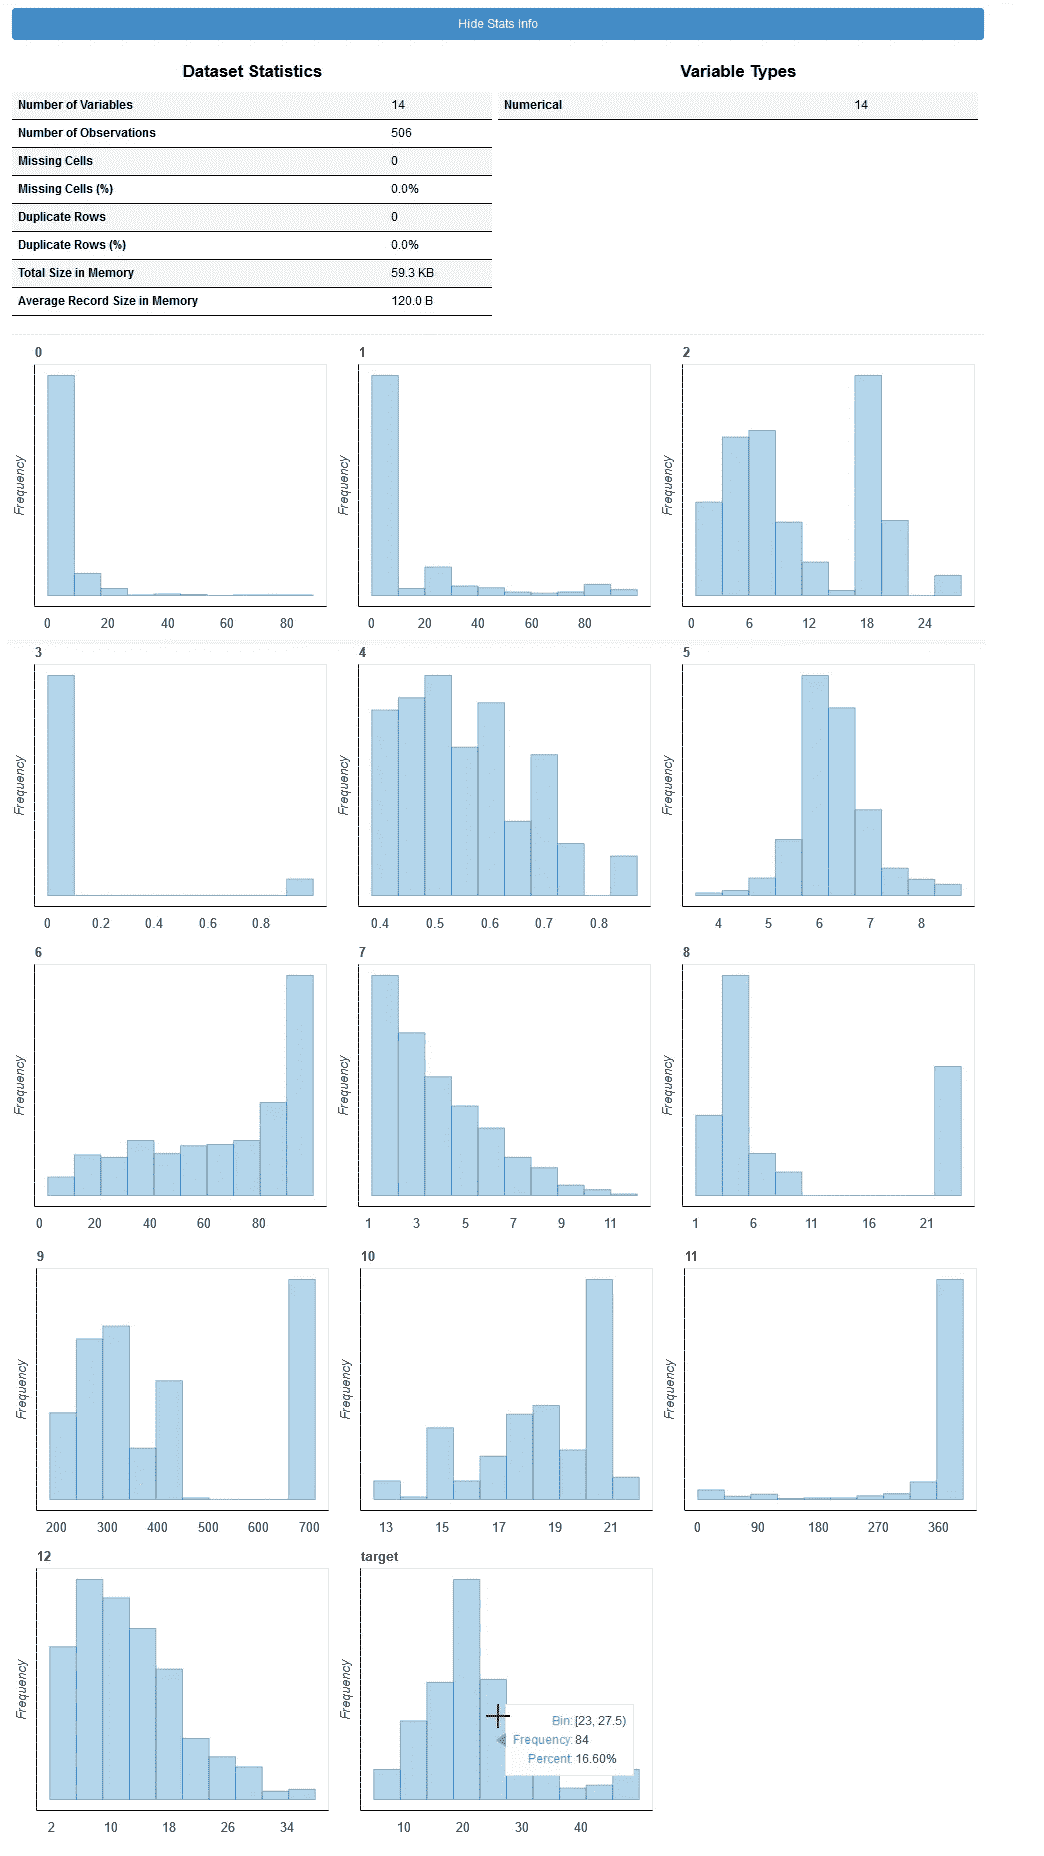 Hide Stats Info
Dataset Statistics
Variable Types
Number of Variables 14
Numerical 14
Number of Observations 506
Missing Cells 0
Missing Cells (%) 0.0%
Duplicate Rows 0
Duplicate Rows (%) 0.0%
Total Size in Memory 59.3 KB
Average Record Size in Memory 120.0 B
0
Frequency
0 20 40 60 80
1
Frequency
0 20 40 60 80
2
Frequency
0 6 12 18 24
3
Frequency
0 0.2 0.4 0.6 0.8
4
Frequency
0.4 0.5 0.6 0.7 0.8
5
Frequency
4 5 6 7 8
6
Frequency
0 20 40 60 80
7
Frequency
1 3 5 7 9 11
8
Frequency
1 6 11 16 21
9
Frequency
200 300 400 500 600 700
10
Frequency
13 15 17 19 21
11
Frequency
0 90 180 270 360
12
Frequency
2 10 18 26 34
target
Frequency
Bin: [23, 27.5)
Frequency: 84
Percent: 16.60%
10 20 30 40